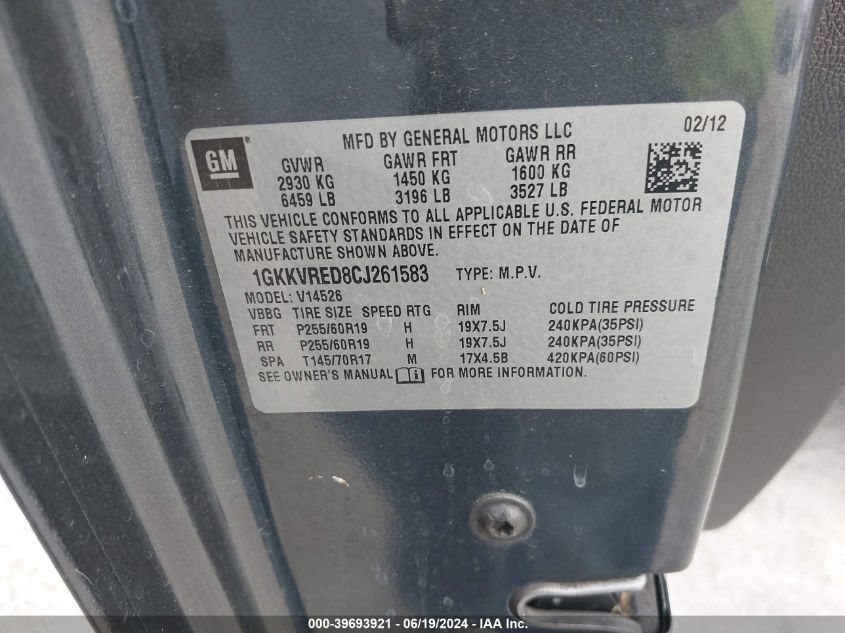 GM ®
MFD BY GENERAL MOTORS LLC 02/12
GVWR GAWR FRT GAWR RR
2930 KG 1450 KG 1600 KG
6459 LB 3196 LB 3527 LB
THIS VEHICLE CONFORMS TO ALL APPLICABLE U.S. FEDERAL MOTOR
VEHICLE SAFETY STANDARDS IN EFFECT ON THE DATE OF
MANUFACTURE SHOWN ABOVE.
1GKKVRED8CJ261583 TYPE: M.P.V.
MODEL: V14526
VBBG TIRE SIZE SPEED RTG RIM COLD TIRE PRESSURE
FRT P255/60R19 H 19X7.5J 240KPA(35PSI)
RR P255/60R19 H 19X7.5J 240KPA(35PSI)
SPA T145/70R17 M 17X4.5B 420KPA(60PSI)
SEE OWNER'S MANUAL FOR MORE INFORMATION.
000-39693921 - 06/19/2024 - IAA Inc.